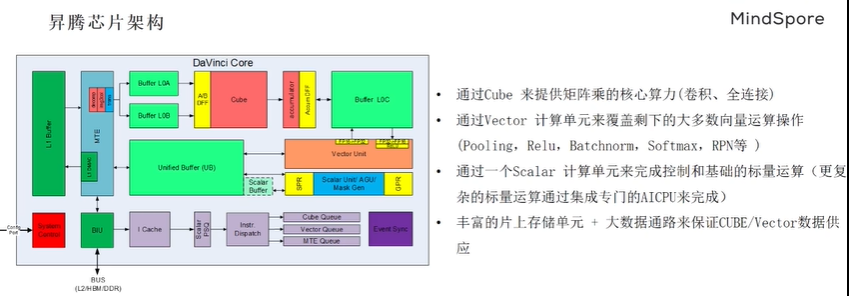 昇腾芯片架构
MindSpore
DaVinci Core
L1 Buffer
MTE
Buffer L0A
Buffer L0B
A/B
DFF
Cube
accumulator
Accum DFF
Buffer L0C
Unified Buffer (UB)
Vector Unit
Scalar
Buffer
SPR
Scalar Unit/ AGU/
Mask Gen
GPR
System
Control
BIU
I Cache
Scalar
PSQ
Instr.
Dispatch
Cube Queue
Vector Queue
MTE Queue
Event Sync
BUS
(L2/HBM/DDR)
• 通过Cube 来提供矩阵乘的核心算力(卷积、全连接)
• 通过Vector 计算单元来覆盖剩下的大多数向量运算操作
(Pooling，Relu，Batchnorm，Softmax，RPN等 )
• 通过一个Scalar 计算单元来完成控制和基础的标量运算（更复
杂的标量运算通过集成专门的AICPU来完成）
• 丰富的片上存储单元 + 大数据通路来保证CUBE/Vector数据供
应